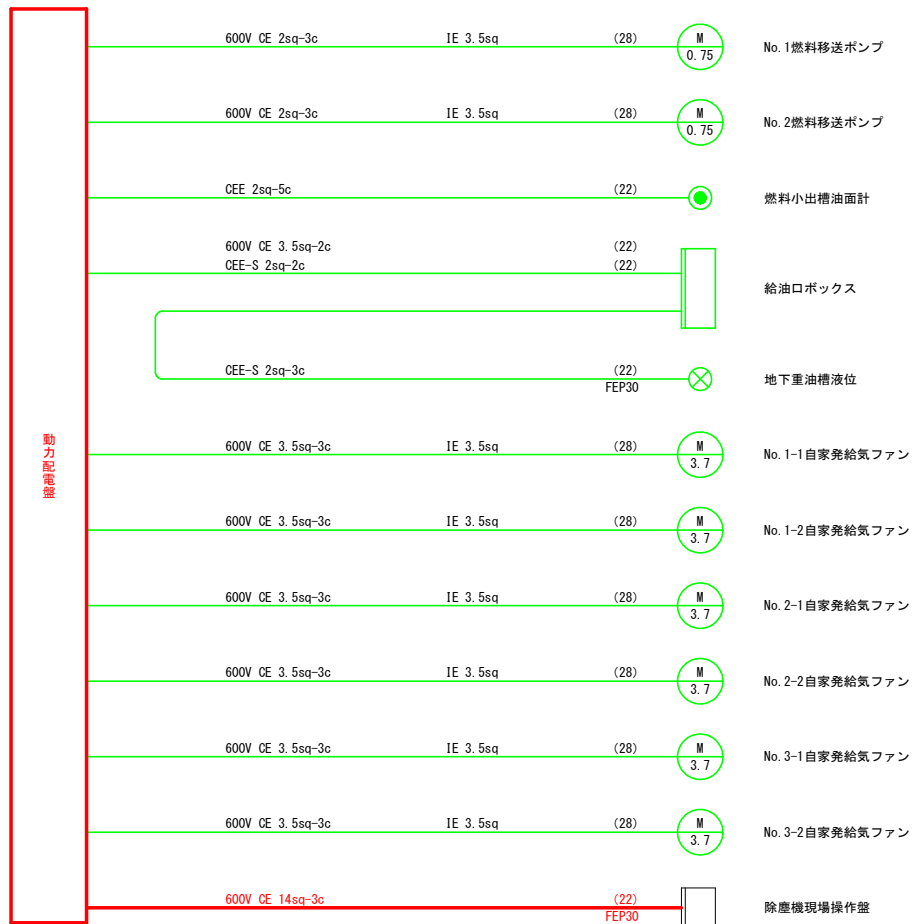 動力配電盤
600V CE 2sq-3c IE 3.5sq (28) M 0.75 No.1燃料移送ポンプ
600V CE 2sq-3c IE 3.5sq (28) M 0.75 No.2燃料移送ポンプ
CEE 2sq-5c (22) 燃料小出槽油面計
600V CE 3.5sq-2c (22)
CEE-S 2sq-2c (22) 給油口ボックス
CEE-S 2sq-3c (22) 地下重油槽液位
FEP30
600V CE 3.5sq-3c IE 3.5sq (28) M 3.7 No.1-1自家発給気ファン
600V CE 3.5sq-3c IE 3.5sq (28) M 3.7 No.1-2自家発給気ファン
600V CE 3.5sq-3c IE 3.5sq (28) M 3.7 No.2-1自家発給気ファン
600V CE 3.5sq-3c IE 3.5sq (28) M 3.7 No.2-2自家発給気ファン
600V CE 3.5sq-3c IE 3.5sq (28) M 3.7 No.3-1自家発給気ファン
600V CE 3.5sq-3c IE 3.5sq (28) M 3.7 No.3-2自家発給気ファン
600V CE 14sq-3c (22) 除塵機現場操作盤
FEP30